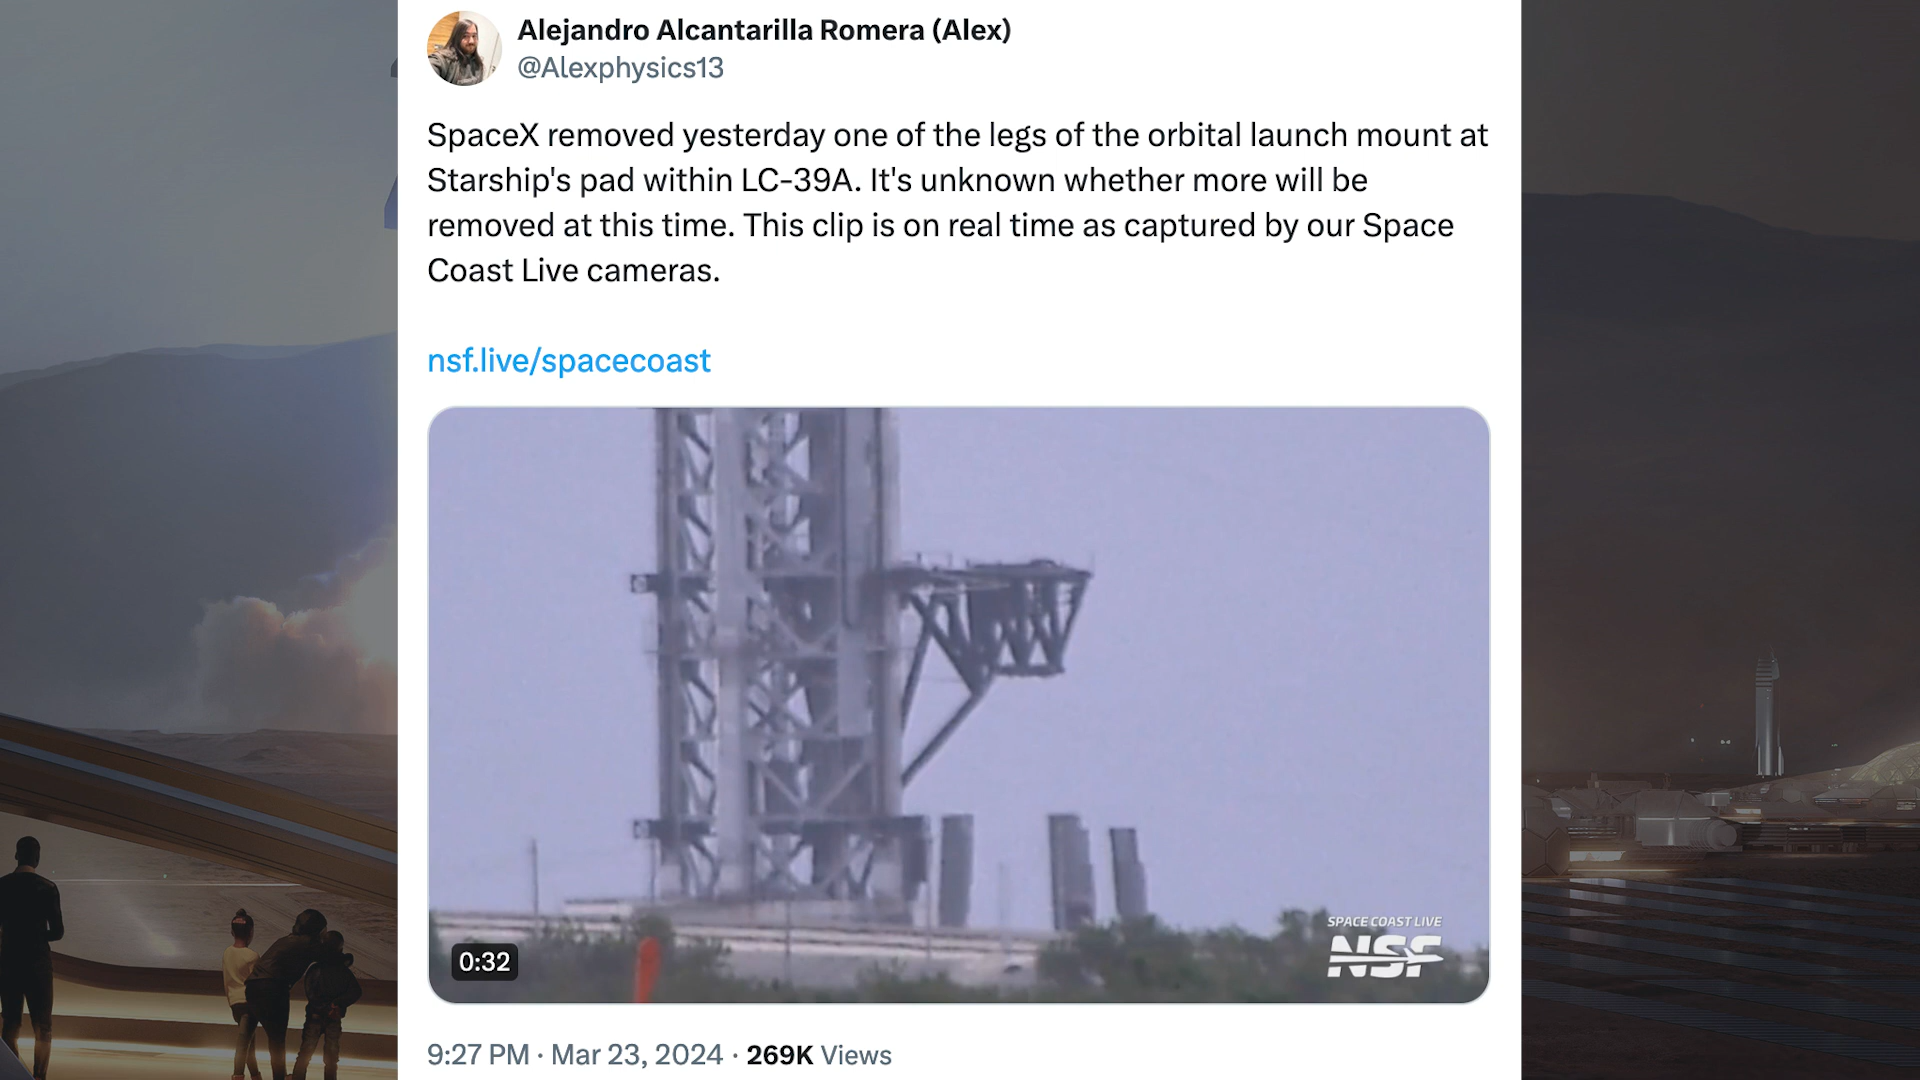 Alejandro Alcantarilla Romera (Alex)
@Alexphysics13
SpaceX removed yesterday one of the legs of the orbital launch mount at
Starship's pad within LC-39A. It's unknown whether more will be
removed at this time. This clip is on real time as captured by our Space
Coast Live cameras.
nsf.live/spacecoast
SPACE COAST LIVE
NSF
0:32
9:27 PM · Mar 23, 2024 · 269K Views